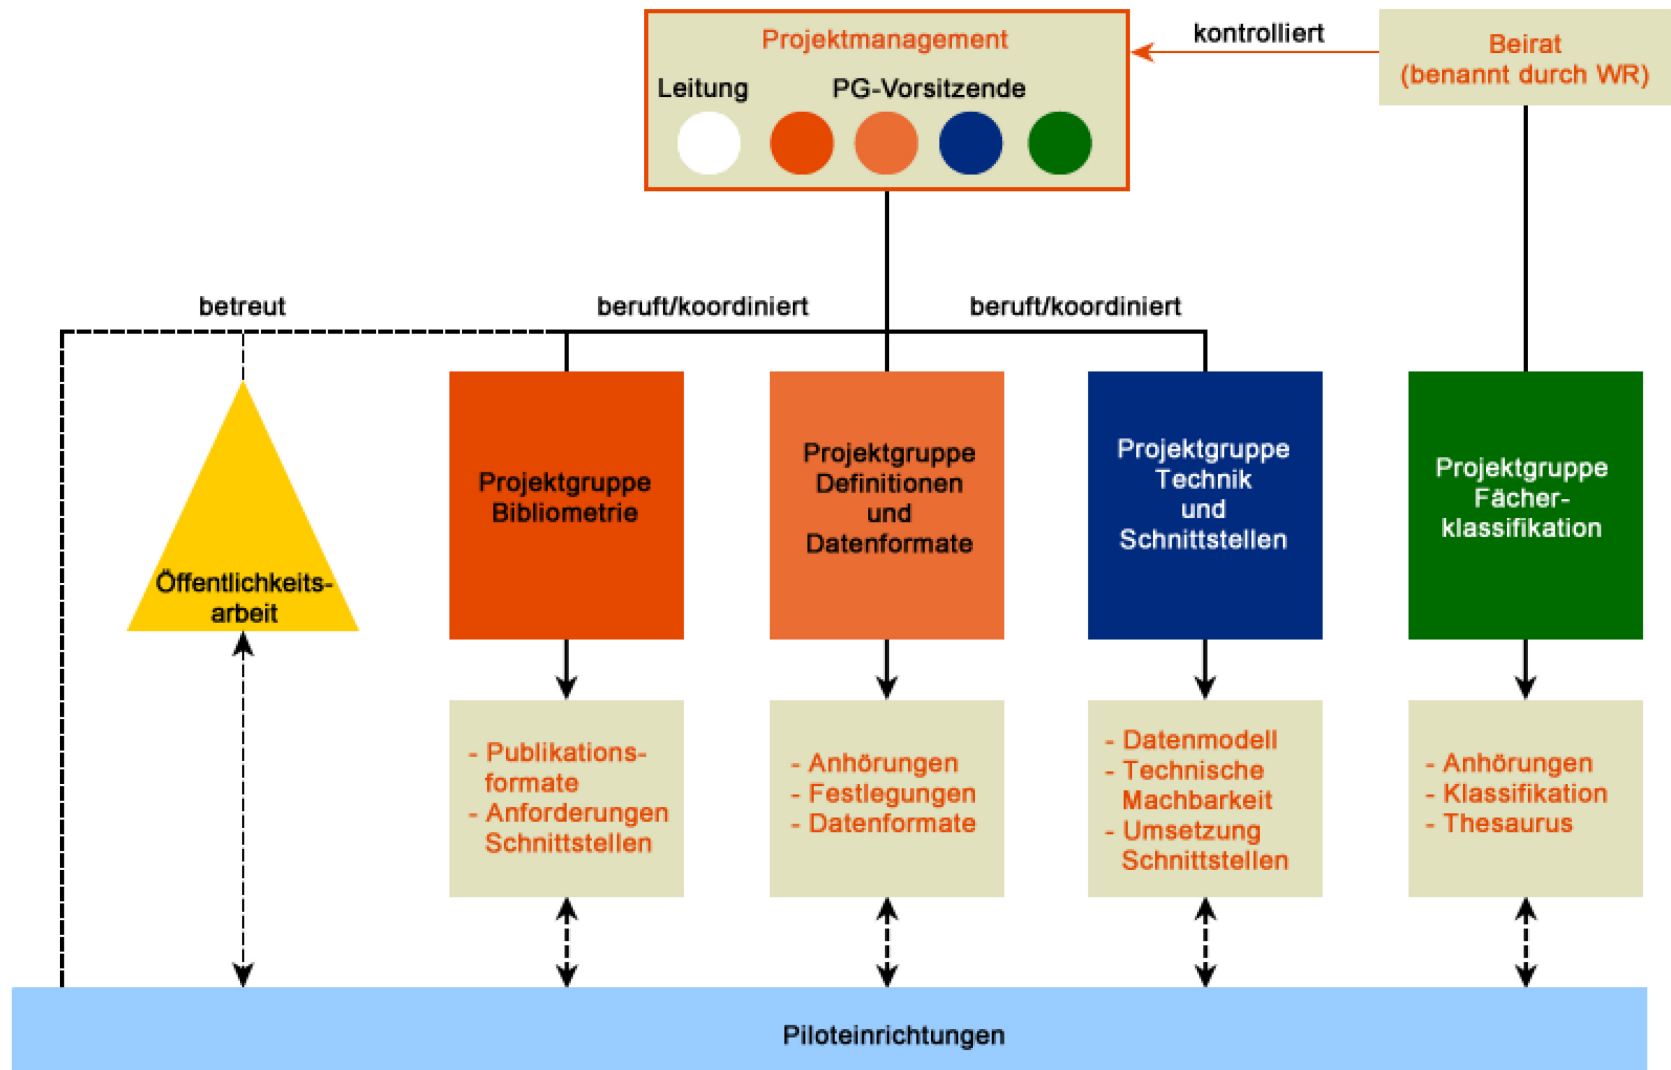 Projektmanagement
Leitung
PG-Vorsitzende
kontrolliert
Beirat
(benannt durch WR)
betreut
beruft/koordiniert
beruft/koordiniert
Öffentlichkeits-
arbeit
Projektgruppe
Bibliometrie
Projektgruppe
Definitionen
und
Datenformate
Projektgruppe
Technik
und
Schnittstellen
Projektgruppe
Fächer-
klassifikation
- Publikations-
formate
- Anforderungen
Schnittstellen
- Anhörungen
- Festlegungen
- Datenformate
- Datenmodell
- Technische
Machbarkeit
- Umsetzung
Schnittstellen
- Anhörungen
- Klassifikation
- Thesaurus
Piloteinrichtungen